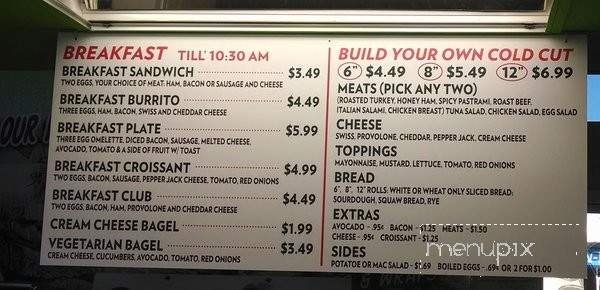 BREAKFAST TILL' 10:30 AM
BREAKFAST SANDWICH $3.49
TWO EGGS, YOUR CHOICE OF MEAT: HAM, BACON OR SAUSAGE AND CHEESE
BREAKFAST BURRITO $4.49
THREE EGGS, HAM, BACON, SWISS AND CHEDDAR CHEESE
BREAKFAST PLATE $5.99
THREE EGG OMELETTE, DICED BACON, SAUSAGE, MELTED CHEESE,
AVOCADO, TOMATO & A SIDE OF FRUIT W/ TOAST
BREAKFAST CROISSANT $4.99
TWO EGGS, BACON, SAUSAGE, PEPPER JACK CHEESE, TOMATO, RED ONIONS
BREAKFAST CLUB $4.49
TWO EGGS, BACON, HAM, PROVOLONE AND CHEDDAR CHEESE
CREAM CHEESE BAGEL $1.99
VEGETARIAN BAGEL $3.49
CREAM CHEESE, CUCUMBERS, AVOCADO, TOMATO, RED ONIONS
BUILD YOUR OWN COLD CUT
6" $4.49 8" $5.49 12" $6.99
MEATS (PICK ANY TWO)
(ROASTED TURKEY, HONEY HAM, SPICY PASTRAMI, ROAST BEEF,
ITALIAN SALAMI, CHICKEN BREAST) TUNA SALAD, CHICKEN SALAD, EGG SALAD
CHEESE
SWISS, PROVOLONE, CHEDDAR, PEPPER JACK, CREAM CHEESE
TOPPINGS
MAYONNAISE, MUSTARD, LETTUCE, TOMATO, RED ONIONS
BREAD
6", 8", 12" ROLLS: WHITE OR WHEAT ONLY SLICED BREAD:
SOURDOUGH, SQUAW BREAD, RYE
EXTRAS
AVOCADO - .95¢ BACON - $1.25 MEATS - $1.50
CHEESE - .95¢ CROISSANT - $1.25
SIDES
POTATOE OR MAC SALAD - $1.69 BOILED EGGS - .69¢ OR 2 FOR $1.00
menupix
OUR